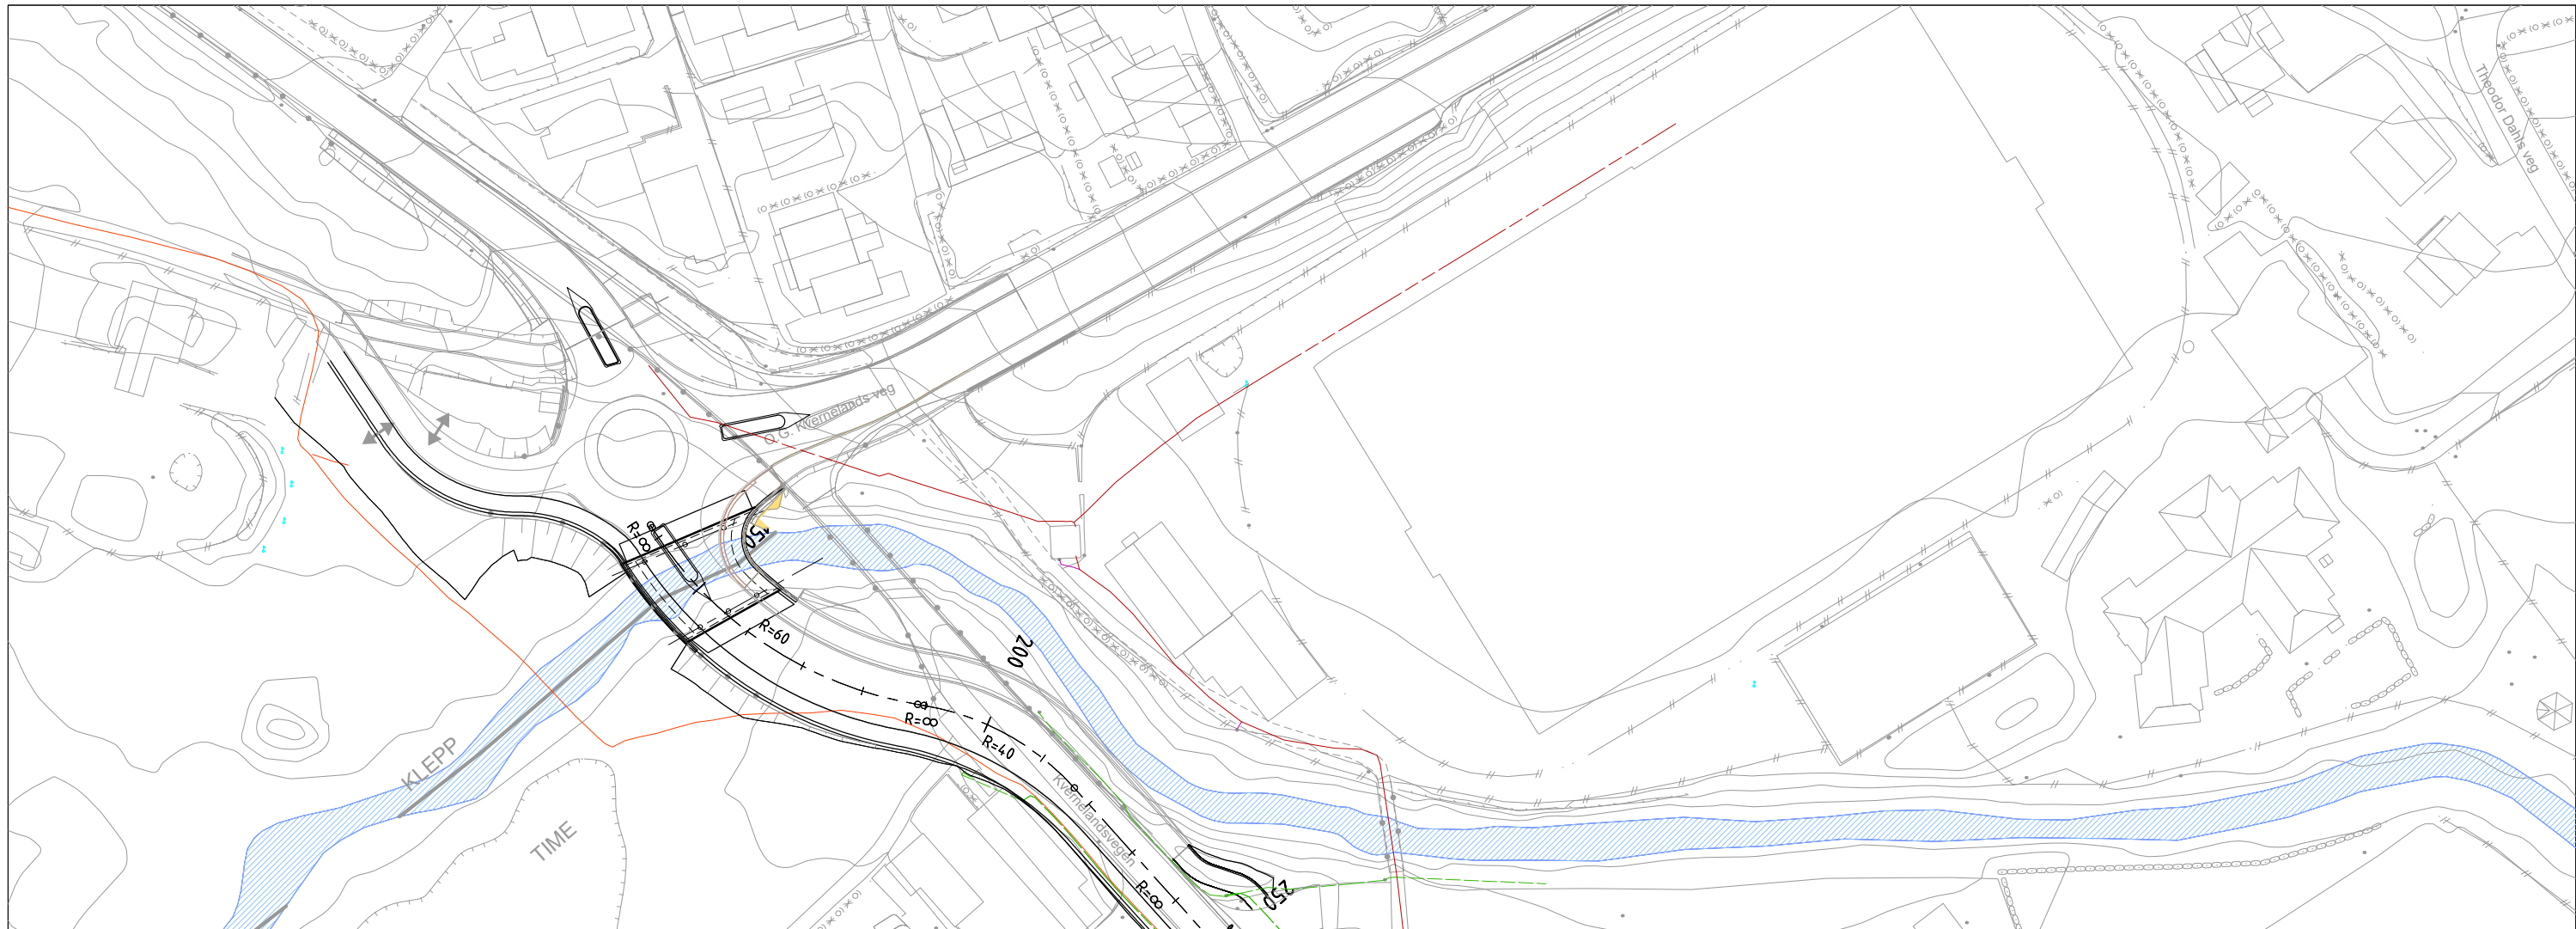 Theodor Dahls veg
O.G. Kvernelands veg
R=∞
150
R=60
200
R=∞
R=40
KLEPP
Kvernelandsvegen
TIME
R=∞
250